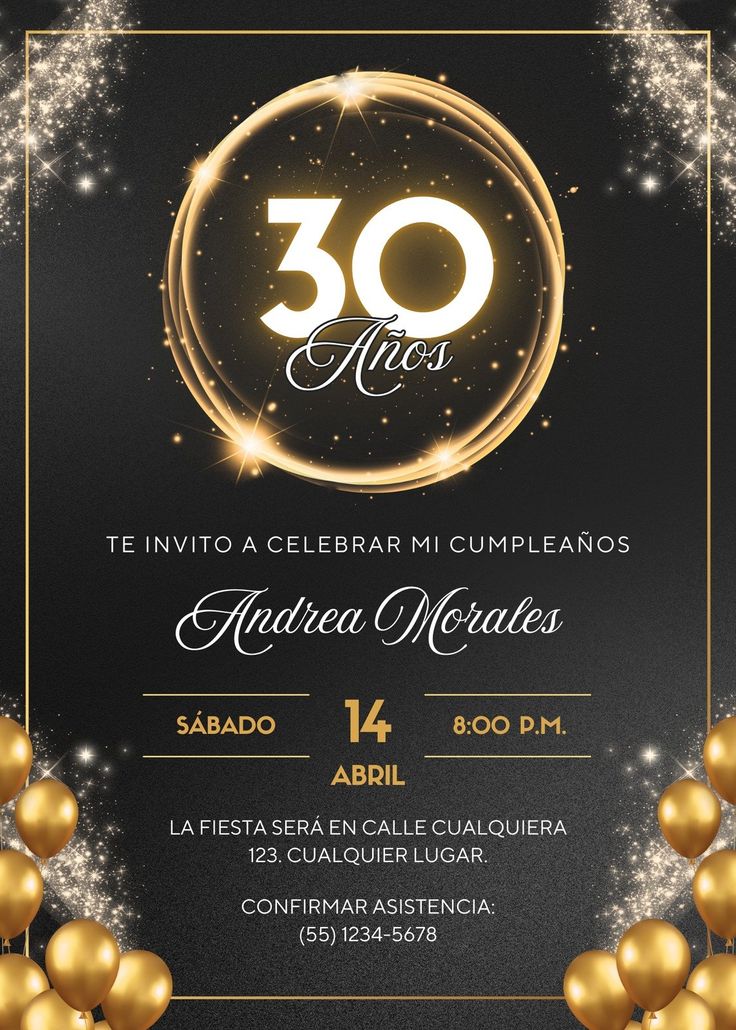 30
Años
TE INVITO A CELEBRAR MI CUMPLEAÑOS
Andrea Morales
SÁBADO 14 8:00 P.M.
ABRIL
LA FIESTA SERÁ EN CALLE CUALQUIERA
123. CUALQUIER LUGAR.
CONFIRMAR ASISTENCIA:
(55) 1234-5678